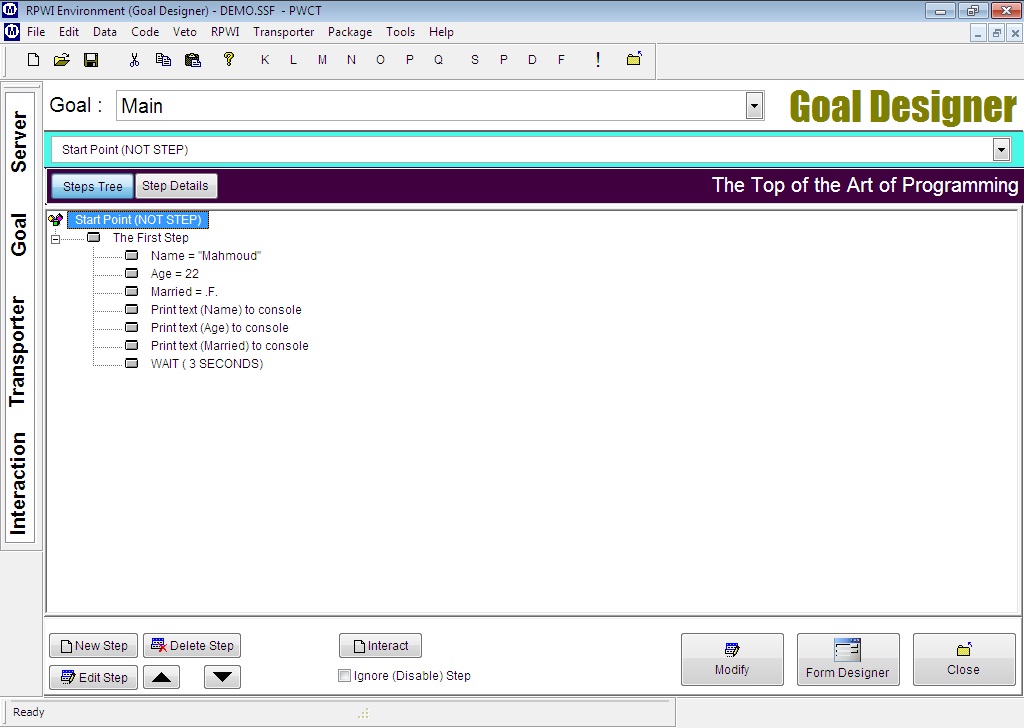 RPWI Environment (Goal Designer) - DEMO.SSF - PWCT
File Edit Data Code Veto RPWI Transporter Package Tools Help
K L M N O P Q S P D F !
Server
Goal
Transporter
Interaction
Goal : Main
Goal Designer
Start Point (NOT STEP)
Steps Tree Step Details
The Top of the Art of Programming
Start Point (NOT STEP)
The First Step
Name = "Mahmoud"
Age = 22
Married = .F.
Print text (Name) to console
Print text (Age) to console
Print text (Married) to console
WAIT ( 3 SECONDS)
New Step Delete Step Interact
Edit Step Ignore (Disable) Step
Modify Form Designer Close
Ready